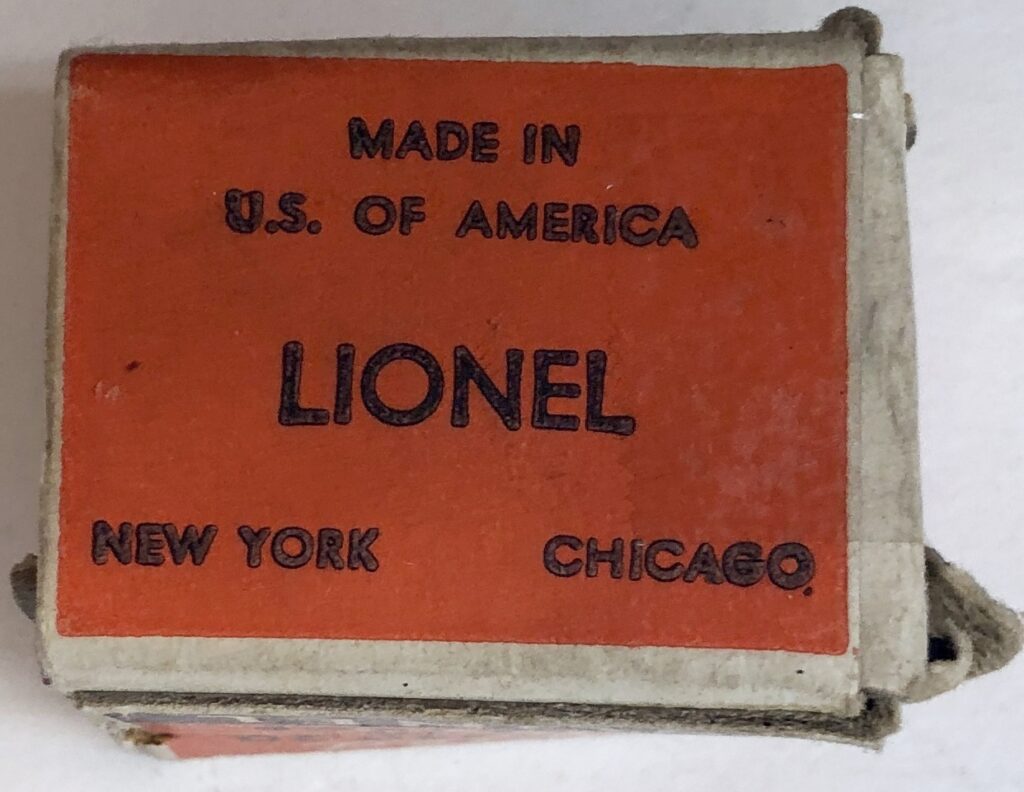 MADE IN
U.S. OF AMERICA
LIONEL
NEW YORK CHICAGO.